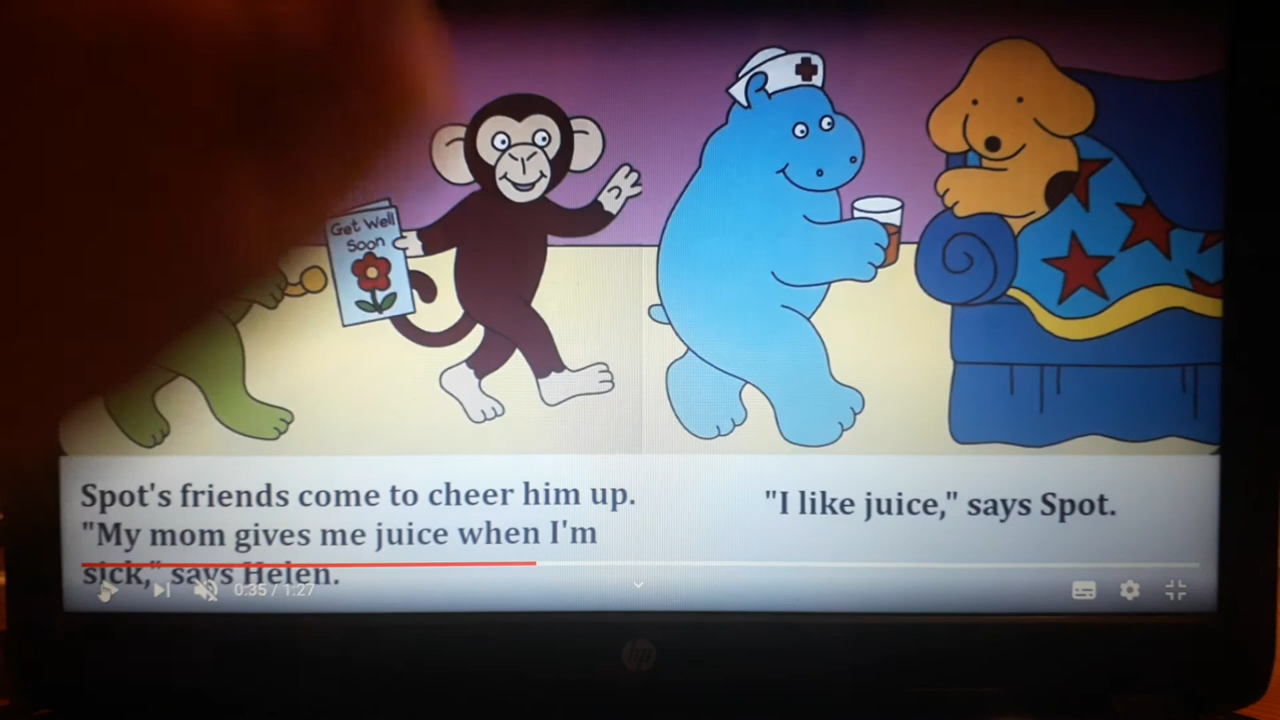 Get Well
Soon
Spot's friends come to cheer him up.
"My mom gives me juice when I'm
sick," says Helen.
"I like juice," says Spot.
0:35 / 1:27
hp